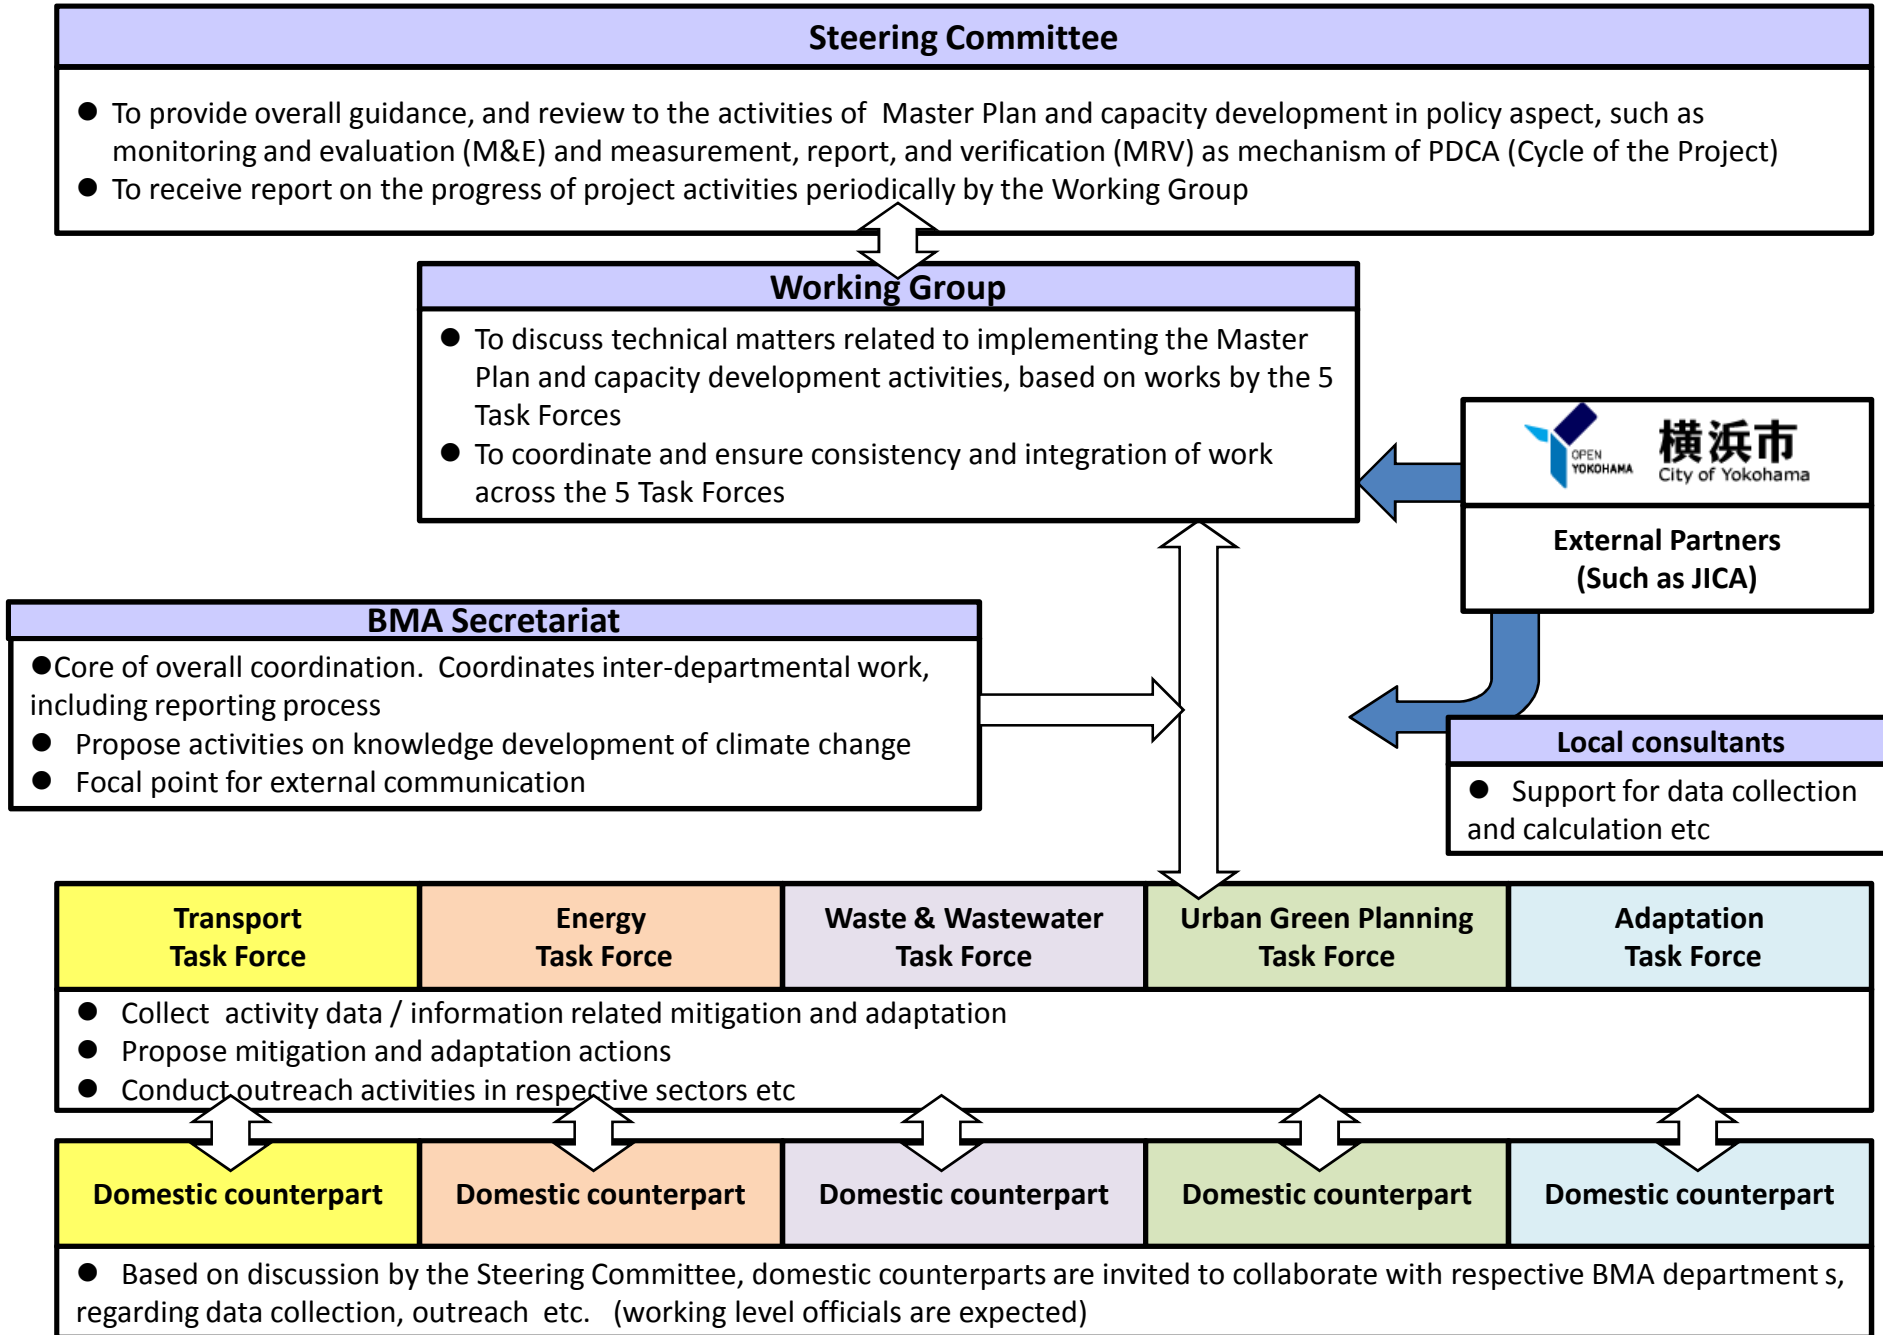 Steering Committee
● To provide overall guidance, and review to the activities of Master Plan and capacity development in policy aspect, such as
monitoring and evaluation (M&E) and measurement, report, and verification (MRV) as mechanism of PDCA (Cycle of the Project)
● To receive report on the progress of project activities periodically by the Working Group
Working Group
● To discuss technical matters related to implementing the Master
Plan and capacity development activities, based on works by the 5
Task Forces
● To coordinate and ensure consistency and integration of work
across the 5 Task Forces
OPEN
YOKOHAMA
横浜市
City of Yokohama
External Partners
(Such as JICA)
BMA Secretariat
●Core of overall coordination. Coordinates inter-departmental work,
including reporting process
● Propose activities on knowledge development of climate change
● Focal point for external communication
Local consultants
● Support for data collection
and calculation etc
Transport
Task Force
Energy
Task Force
Waste & Wastewater
Task Force
Urban Green Planning
Task Force
Adaptation
Task Force
● Collect activity data / information related mitigation and adaptation
● Propose mitigation and adaptation actions
● Conduct outreach activities in respective sectors etc
Domestic counterpart
Domestic counterpart
Domestic counterpart
Domestic counterpart
Domestic counterpart
● Based on discussion by the Steering Committee, domestic counterparts are invited to collaborate with respective BMA department s,
regarding data collection, outreach etc. (working level officials are expected)